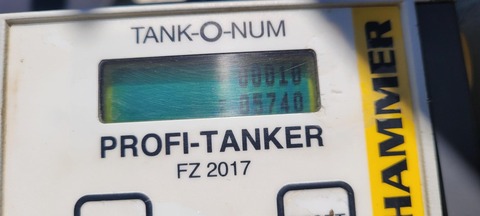 TANK-O-NUM
00010
05740
PROFI-TANKER
FZ 2017
HAMMER